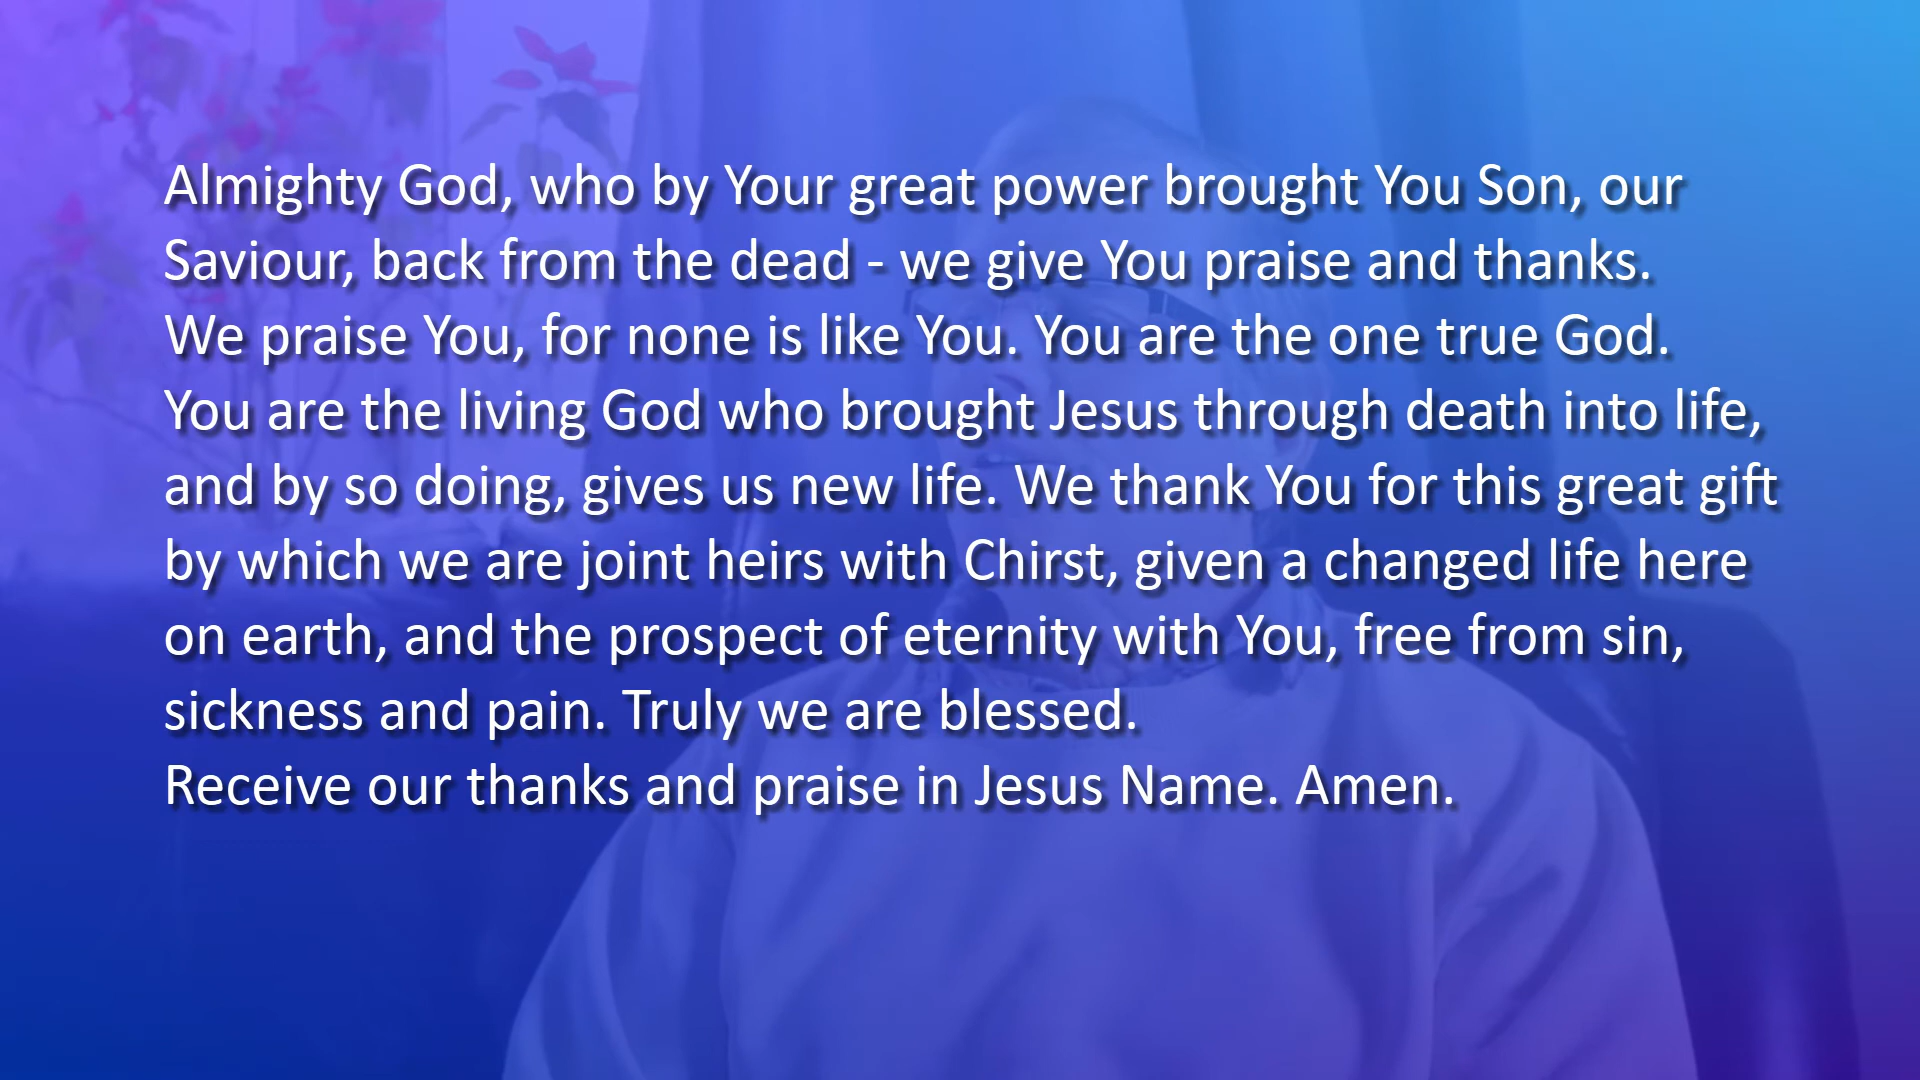 Almighty God, who by Your great power brought You Son, our
Saviour, back from the dead - we give You praise and thanks.
We praise You, for none is like You. You are the one true God.
You are the living God who brought Jesus through death into life,
and by so doing, gives us new life. We thank You for this great gift
by which we are joint heirs with Chirst, given a changed life here
on earth, and the prospect of eternity with You, free from sin,
sickness and pain. Truly we are blessed.
Receive our thanks and praise in Jesus Name. Amen.